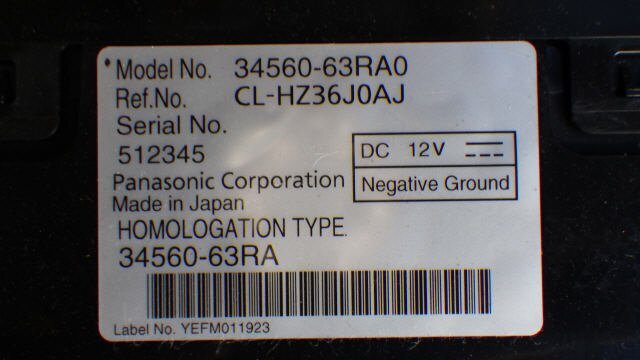 Model No. 34560-63RA0
Ref.No. CL-HZ36J0AJ
Serial No.
512345
DC 12V
Negative Ground
Panasonic Corporation
Made in Japan
HOMOLOGATION TYPE.
34560-63RA
Label No. YEFM011923